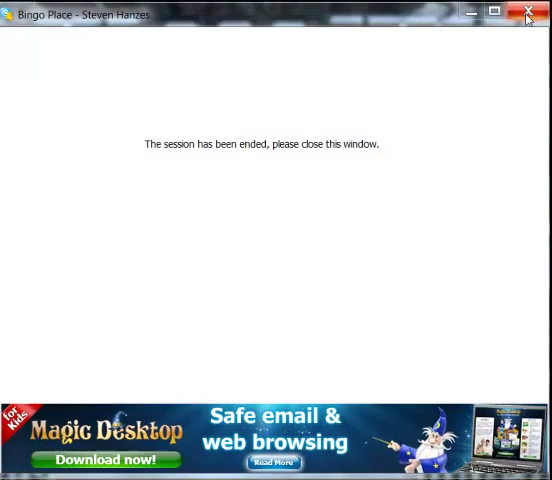 Bingo Place - Steven Hanzes
The session has been ended, please close this window.
for Kids
Magic Desktop
Download now!
Safe email &
web browsing
Read More